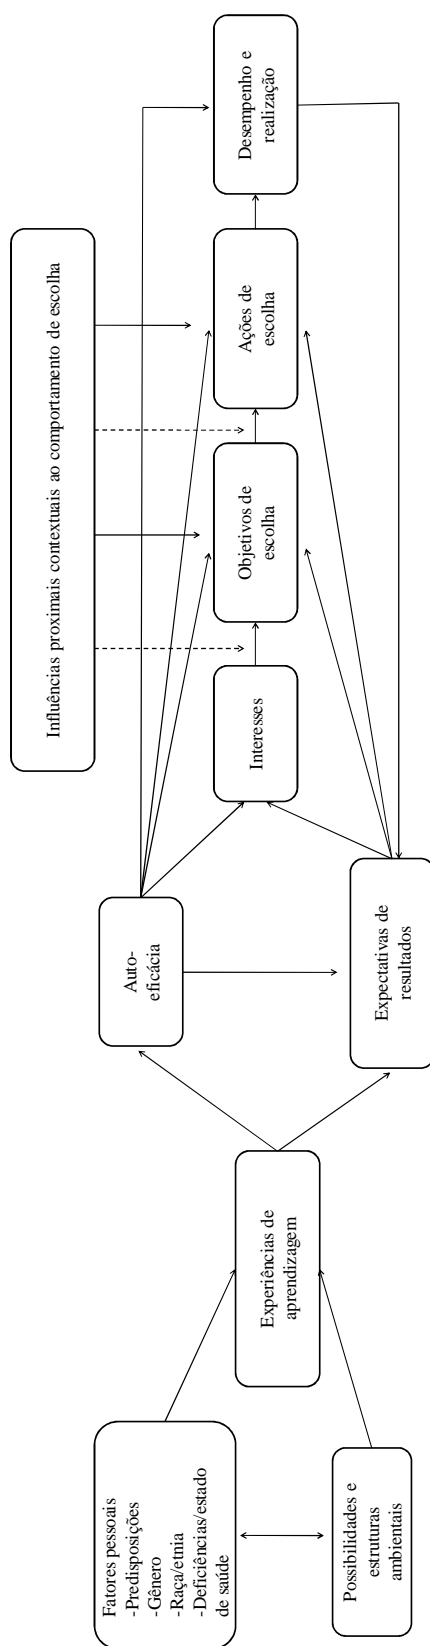 Fatores pessoais
-Predisposições
-Gênero
-Raça/etnia
-Deficiências/estado
de saúde
Possibilidades e
estruturas
ambientais
Experiências de
aprendizagem
Auto-
eficácia
Expectativas de
resultados
Interesses
Influências proximais contextuais ao comportamento de escolha
Objetivos de
escolha
Ações de
escolha
Desempenho e
realização